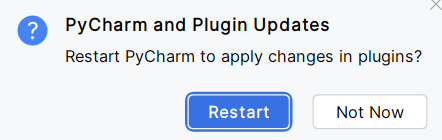 PyCharm and Plugin Updates
Restart PyCharm to apply changes in plugins?
Restart
Not Now